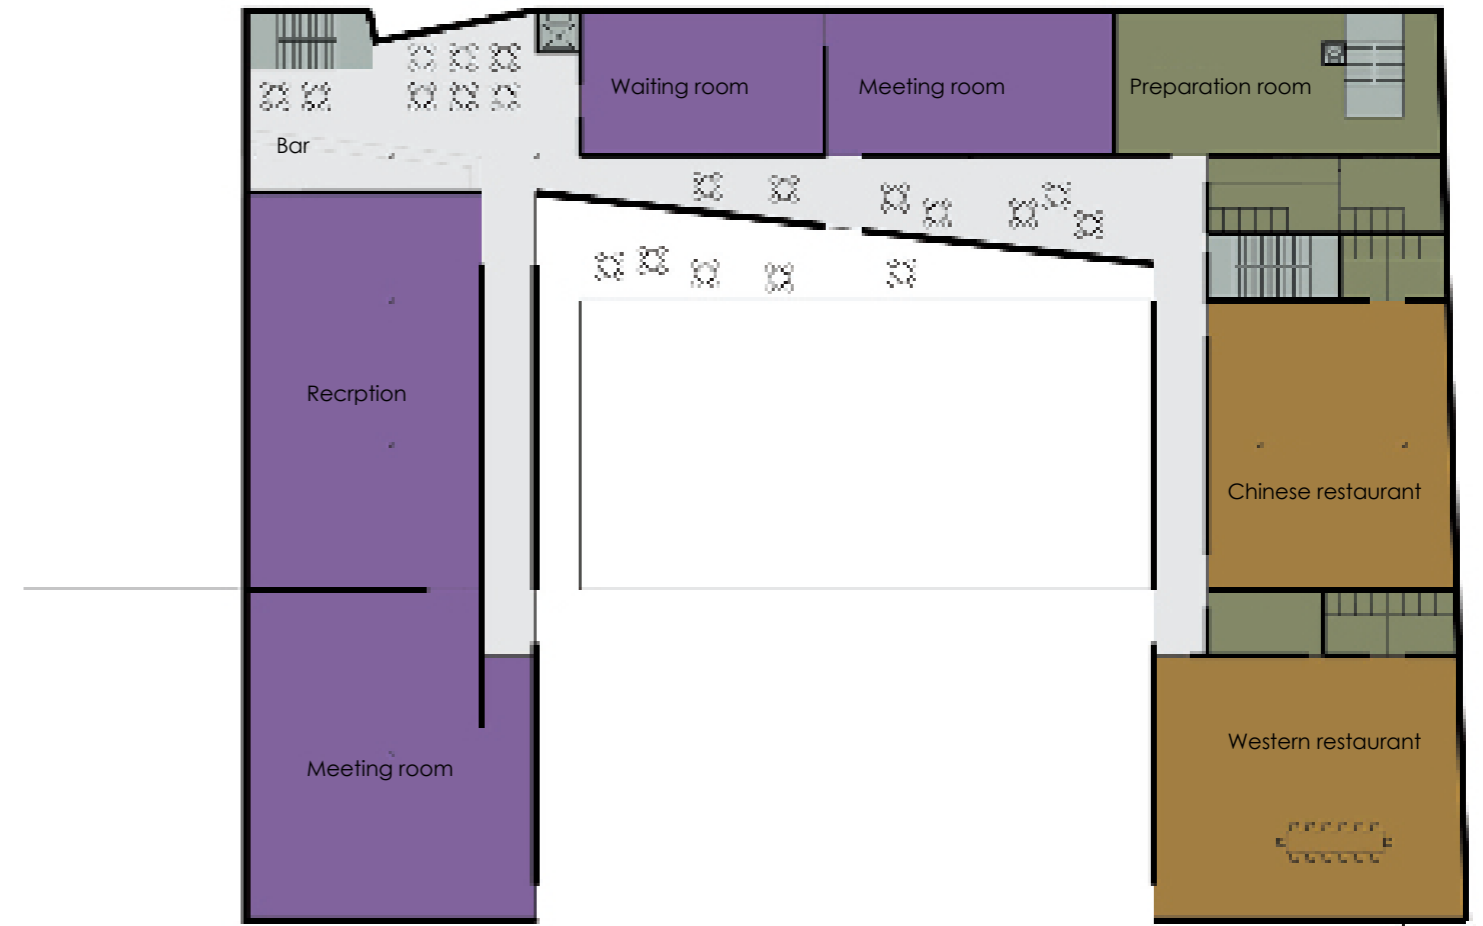 Waiting room
Meeting room
Preparation room
Bar
Recrption
Chinese restaurant
Western restaurant
Meeting room